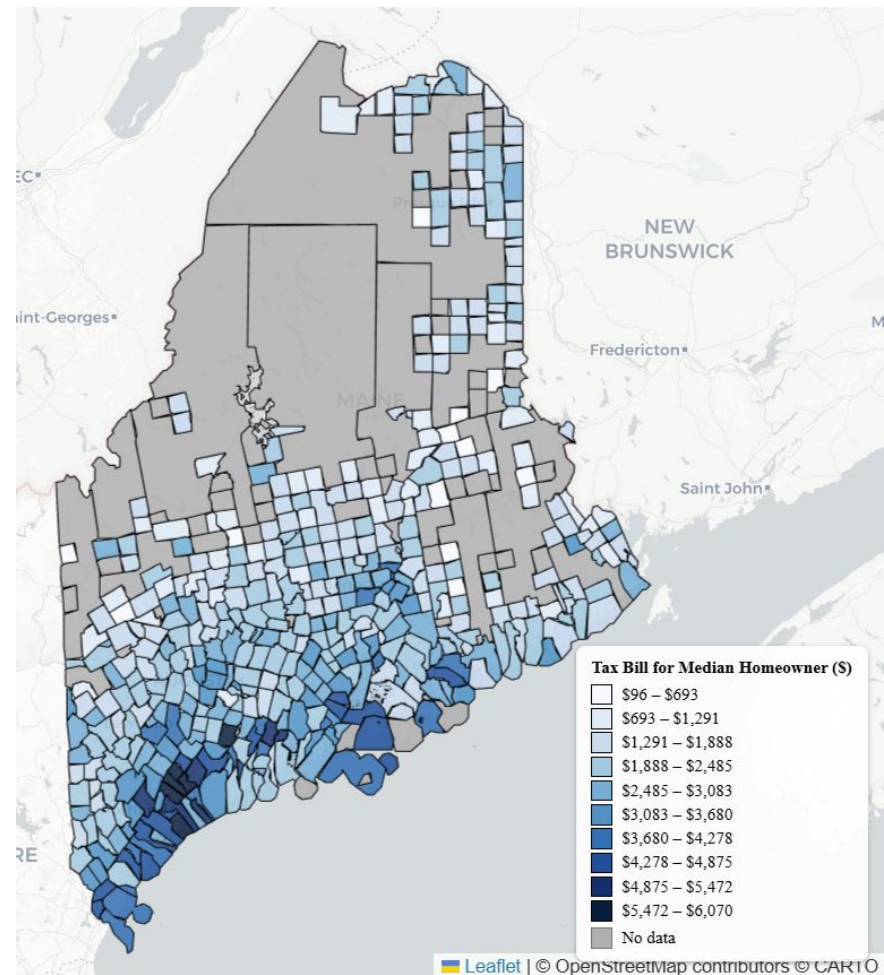 EC
NEW
BRUNSWICK
int-Georges
Fredericton
M
MAINE
Saint John
RE
Tax Bill for Median Homeowner ($)
$96 – $693
$693 – $1,291
$1,291 – $1,888
$1,888 – $2,485
$2,485 – $3,083
$3,083 – $3,680
$3,680 – $4,278
$4,278 – $4,875
$4,875 – $5,472
$5,472 – $6,070
No data
Leaflet | © OpenStreetMap contributors © CARTO